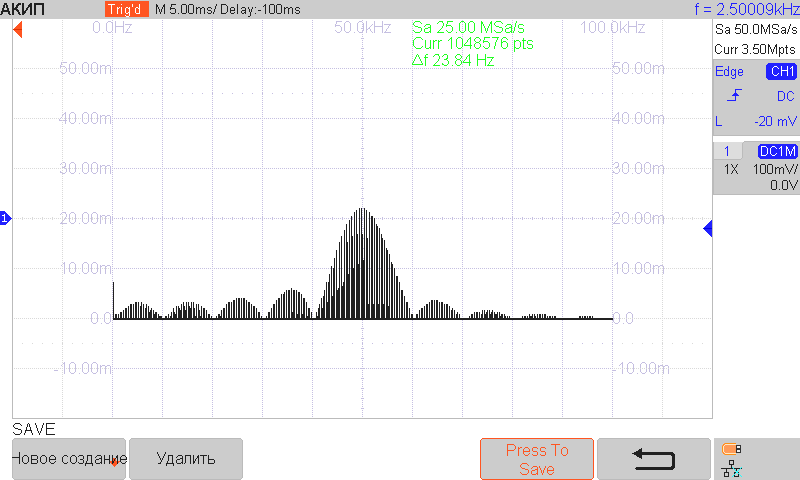 АКИП Trig'd M 5.00ms/ Delay:-100ms f = 2.50009kHz
0.0Hz 50.0kHz 100.0kHz
Sa 25.00 MSa/s
Curr 1048576 pts
Δf 23.84 Hz
Sa 50.0MSa/s
Curr 3.50Mpts
Edge CH1
DC
L -20 mV
1 DC1M
1X 100mV/
0.0V
50.00m 50.00m
40.00m 40.00m
30.00m 30.00m
1 20.00m 20.00m
10.00m 10.00m
0.0 0.0
-10.00m -10.00m
SAVE
Новое создание Удалить Press To
Save